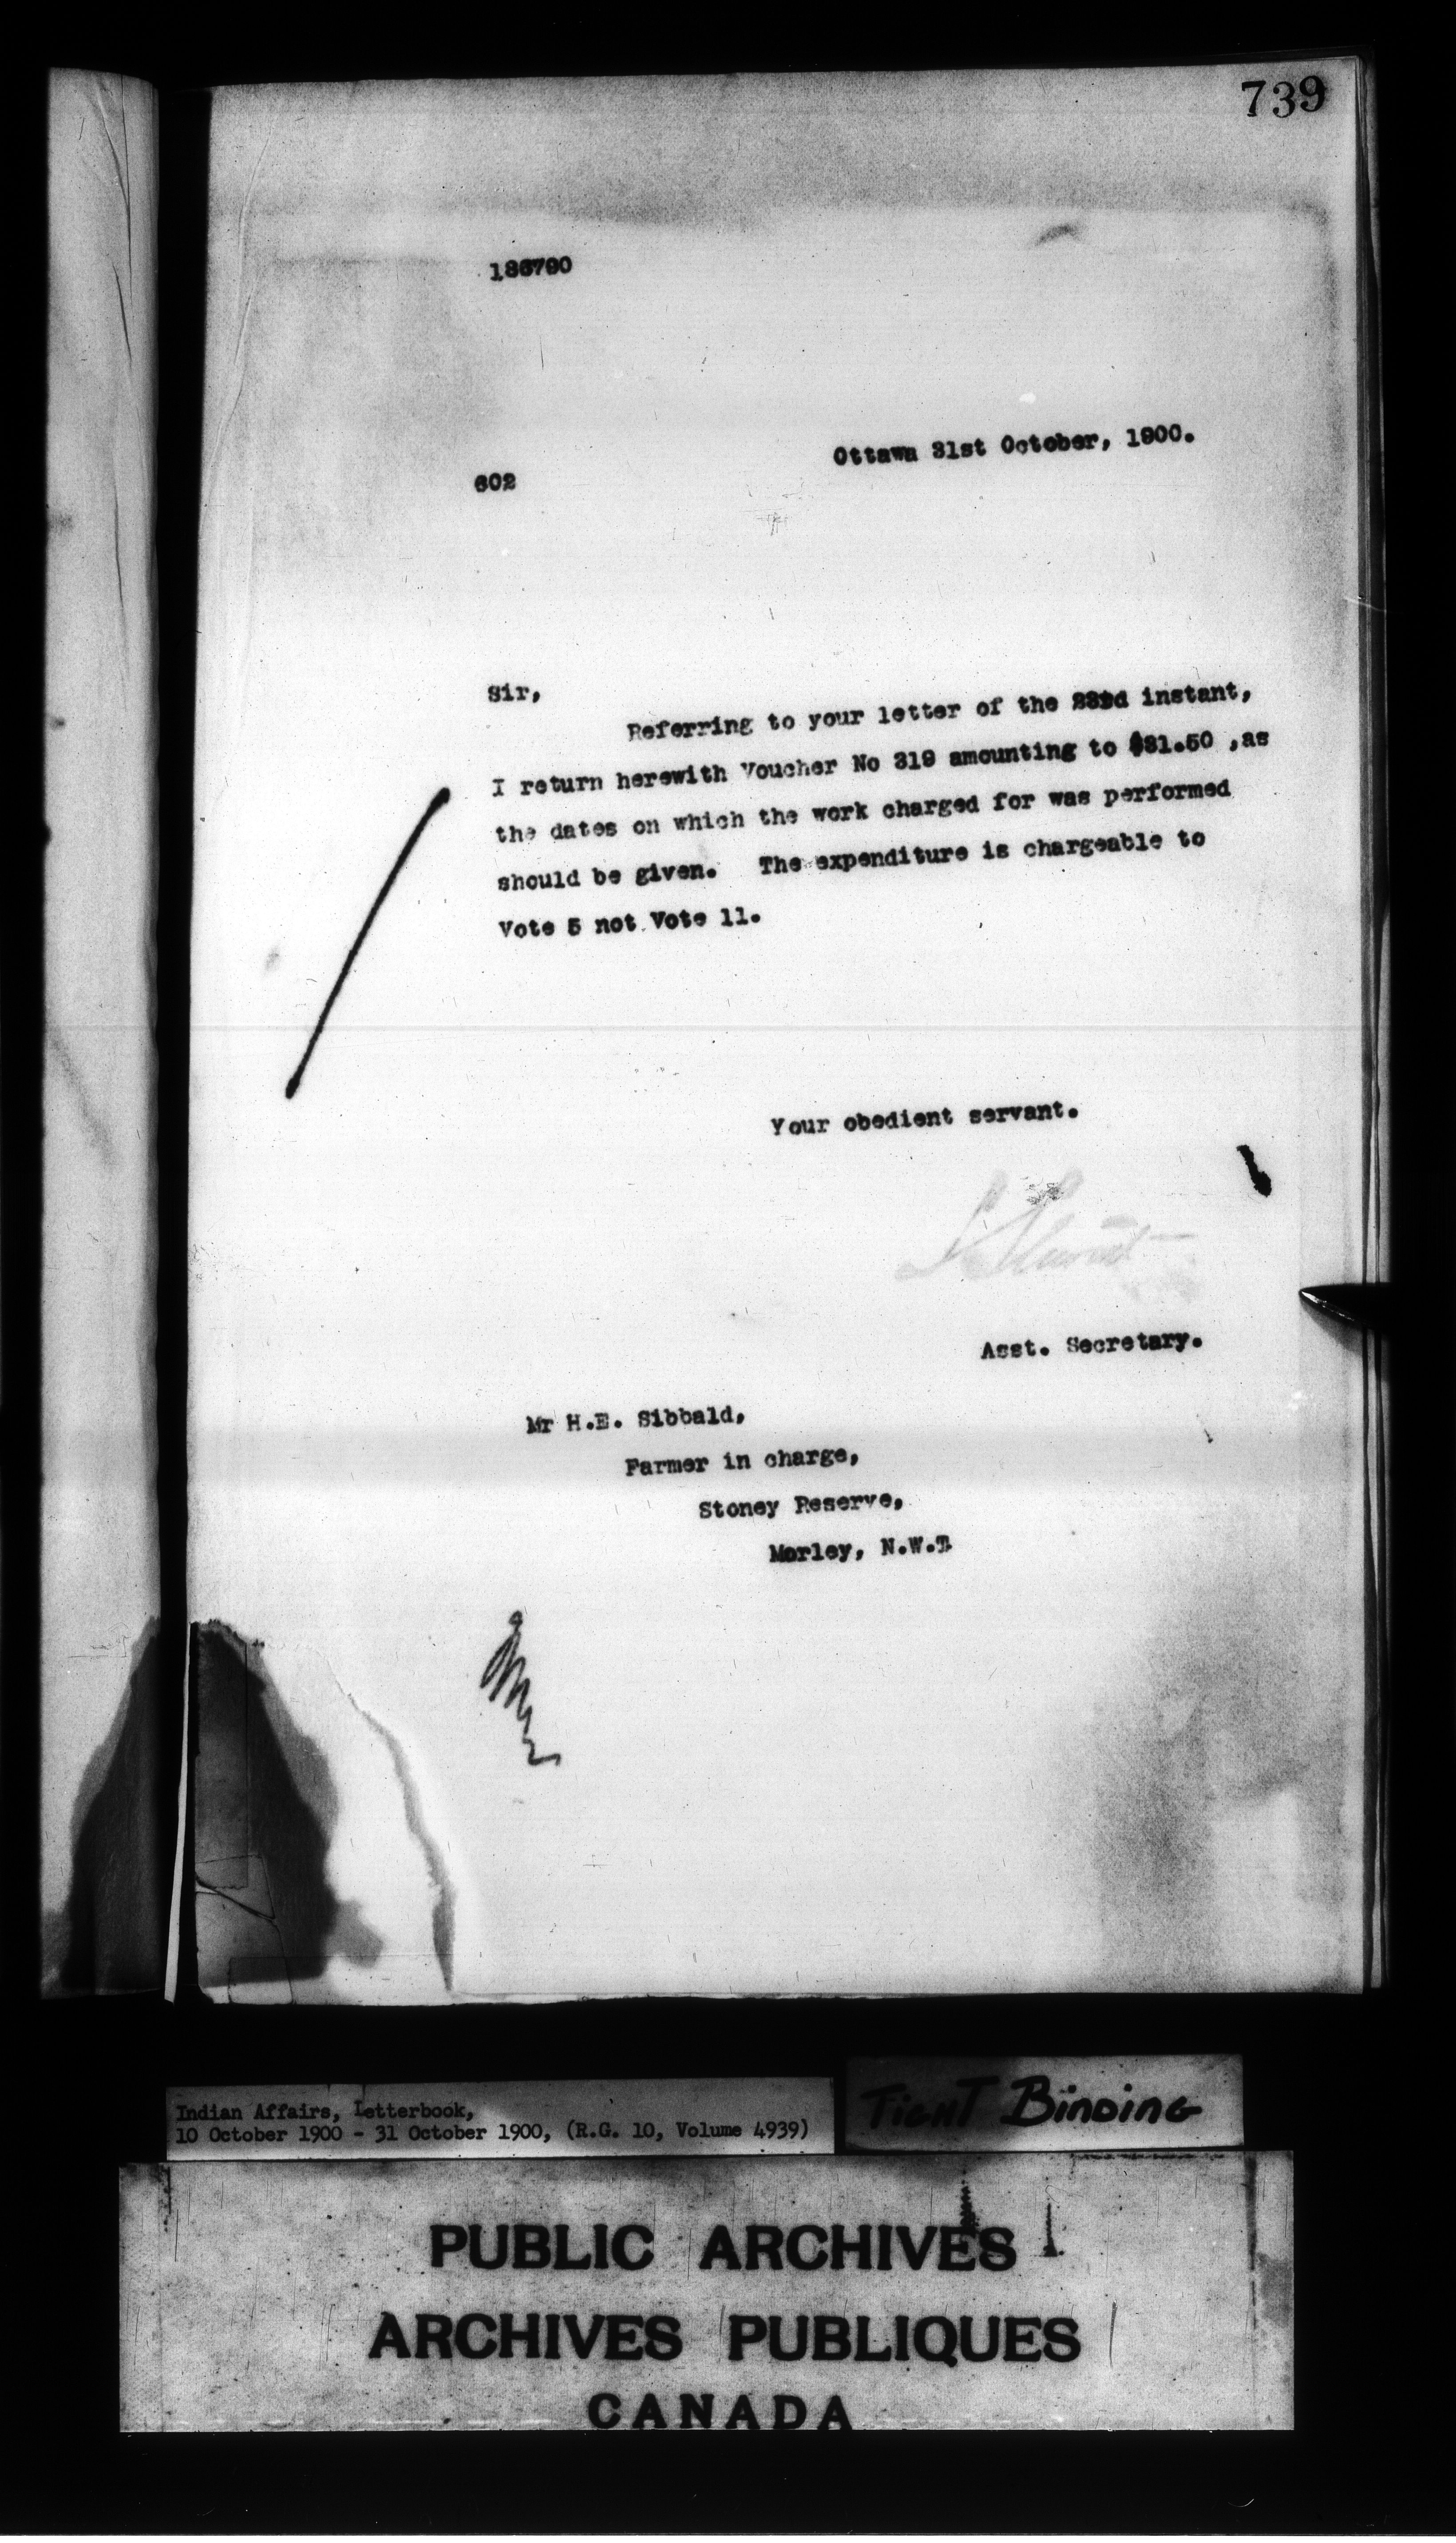 739
186790
Ottawa 31st October, 1900.
602
Sir,
Referring to your letter of the 23rd instant,
I return herewith Voucher No 319 amounting to $31.50 ,as
the dates on which the work charged for was performed
should be given. The expenditure is chargeable to
Vote 5 not Vote 11.
Your obedient servant.
Asst. Secretary.
Mr H.E. Sibbald,
Farmer in charge,
Stoney Reserve,
Morley, N.W.T
Indian Affairs, Letterbook,
10 October 1900 - 31 October 1900, (R.G. 10, Volume 4939)
TIGHT BINDING
PUBLIC ARCHIVES
ARCHIVES PUBLIQUES
CANADA